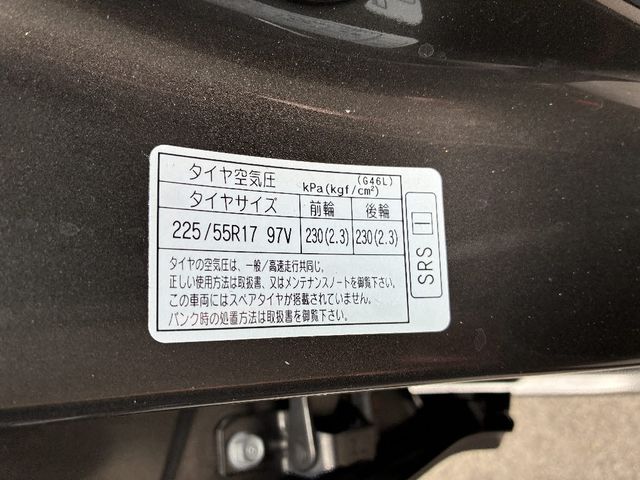 タイヤ空気圧 kPa(kgf/cm²) (G46L)
タイヤサイズ 前輪 後輪
225/55R17 97V 230(2.3) 230(2.3)
タイヤの空気圧は、一般/高速走行共同じ。
正しい使用方法は取扱書、又はメンテナンスノートを御覧下さい。
この車両にはスペアタイヤが搭載されていません。
パンク時の処置方法は取扱書を御覧下さい。
SRS II